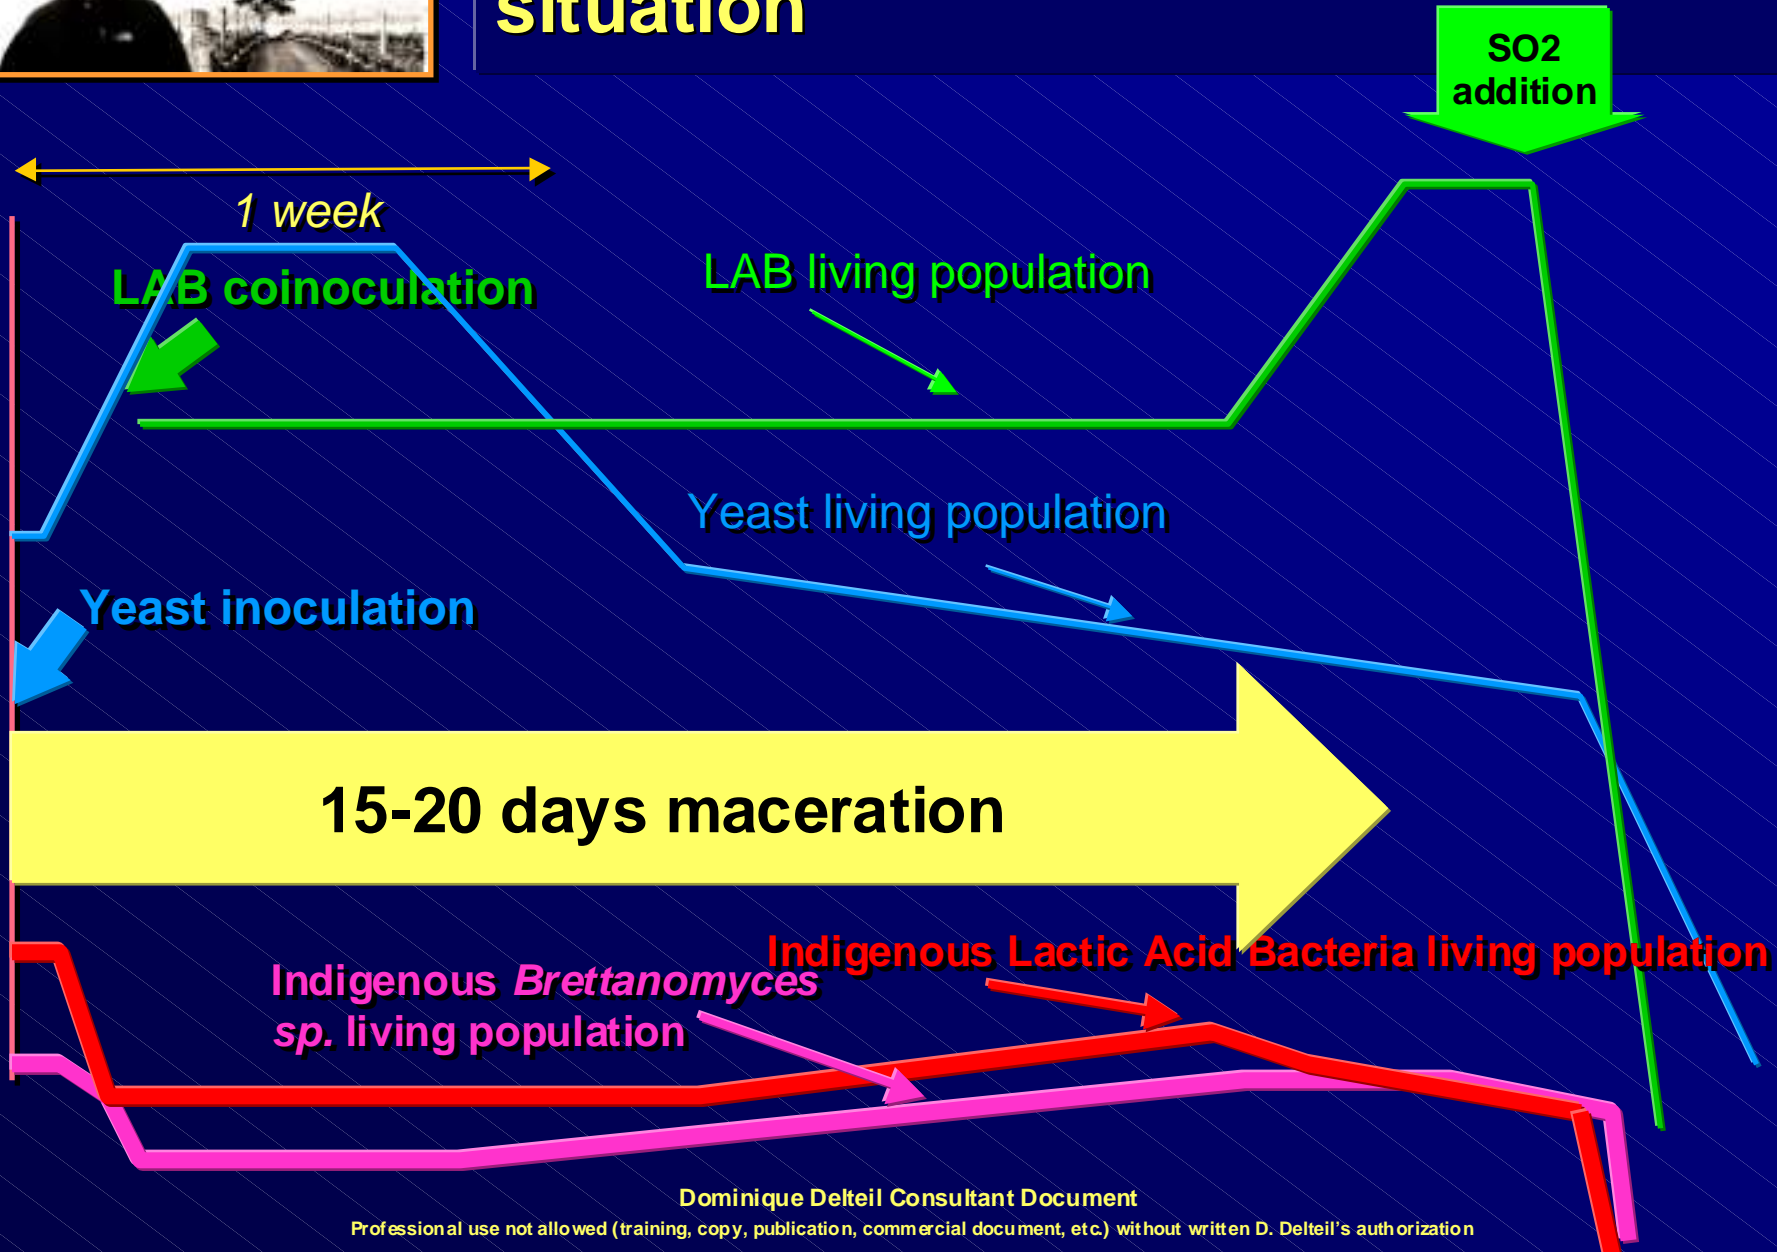 situation
SO2
addition
1 week
LAB coinoculation
LAB living population
Yeast living population
Yeast inoculation
15-20 days maceration
Indigenous Lactic Acid Bacteria living population
Indigenous Brettanomyces
sp. living population
Dominique Delteil Consultant Document
Professional use not allowed (training, copy, publication, commercial document, etc.) without written D. Delteil's authorization